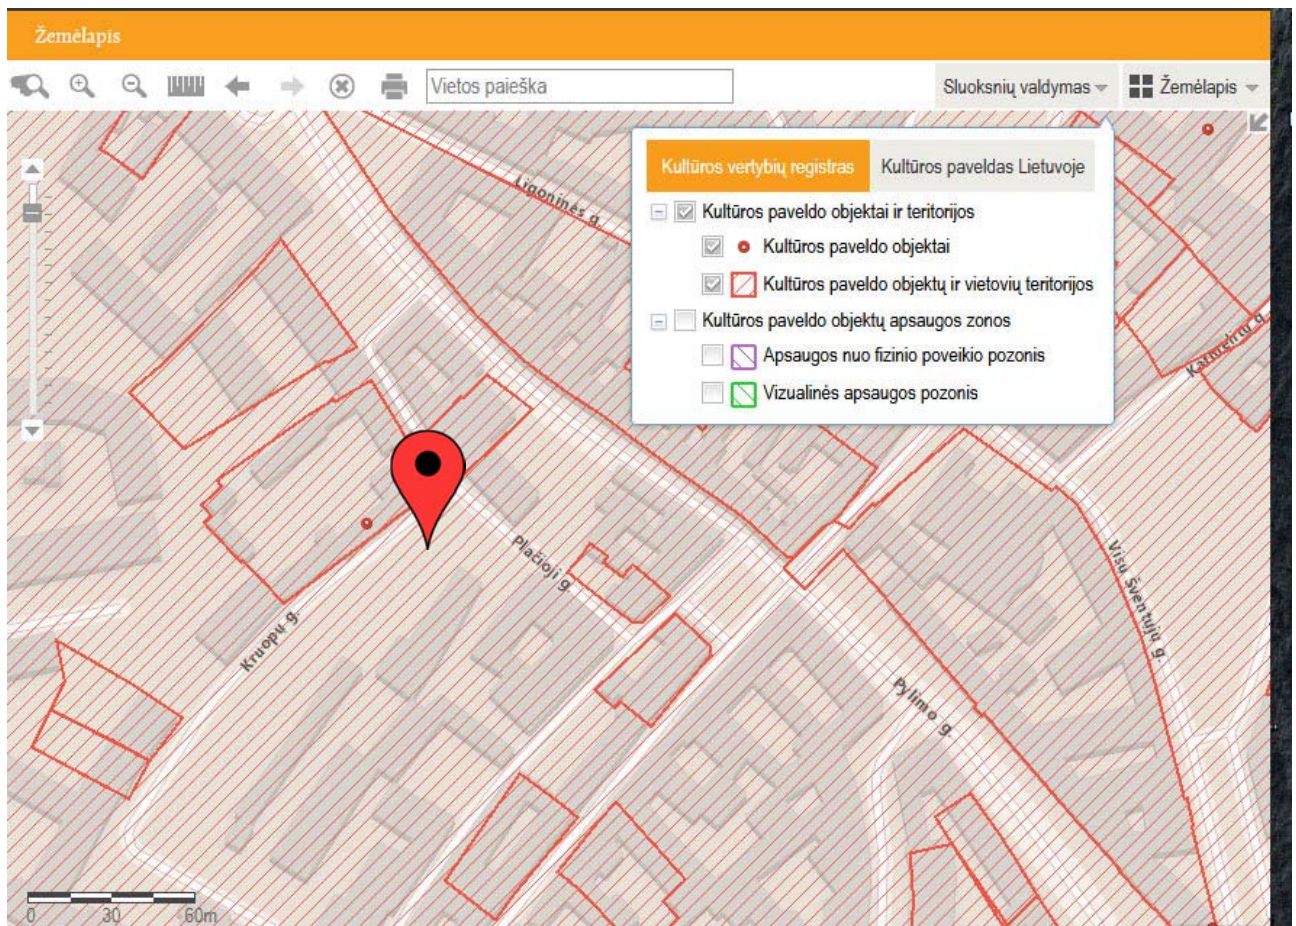 Žemėlapis
Vietos paieška
Sluoksnių valdymas
Žemėlapis
Kultūros vertybių registras
Kultūros paveldas Lietuvoje
Kultūros paveldo objektai ir teritorijos
Kultūros paveldo objektai
Kultūros paveldo objektų ir vietovių teritorijos
Kultūros paveldo objektų apsaugos zonos
Apsaugos nuo fizinio poveikio pozonis
Vizualinės apsaugos pozonis
Ligoninės g.
Karmelitų g.
Plačioji g.
Visų Šventųjų g.
Kruopų g.
Pylimo g.
0 30 60m